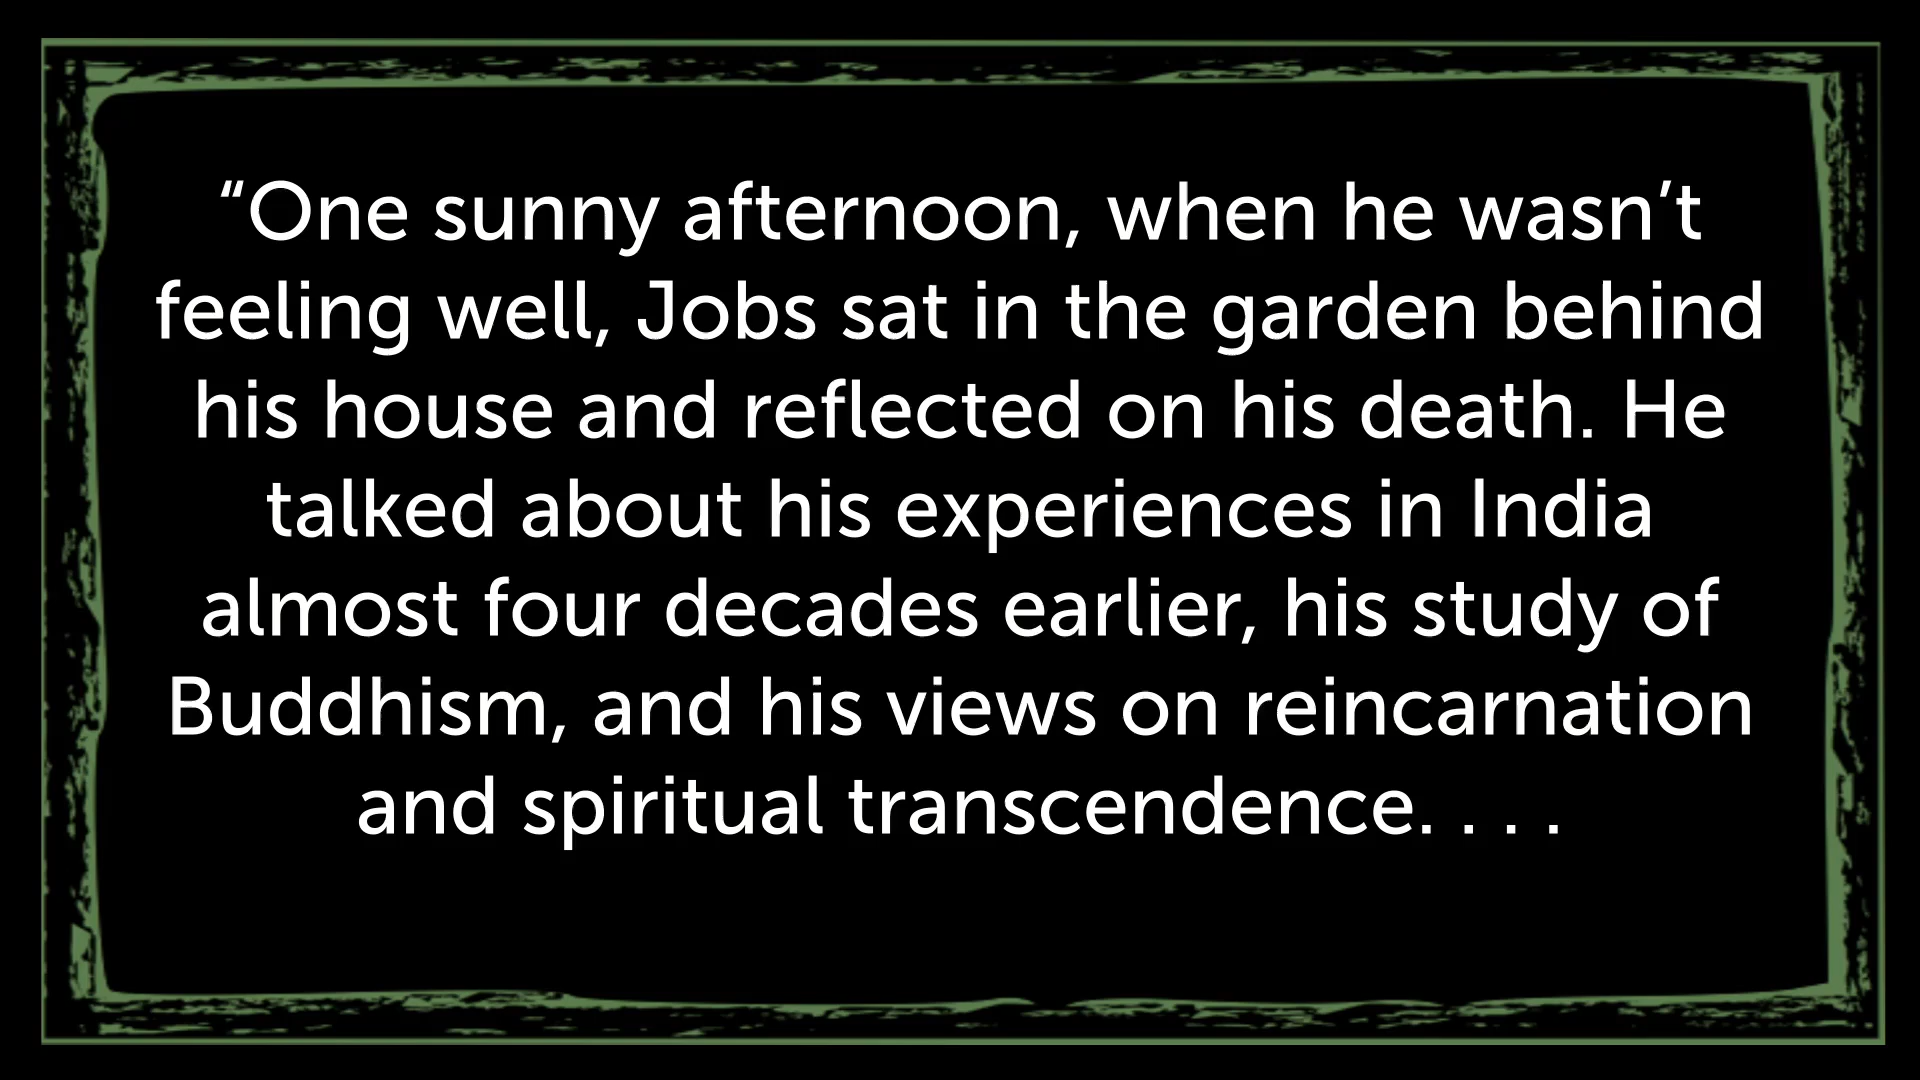 “One sunny afternoon, when he wasn’t
feeling well, Jobs sat in the garden behind
his house and reflected on his death. He
talked about his experiences in India
almost four decades earlier, his study of
Buddhism, and his views on reincarnation
and spiritual transcendence. . . .